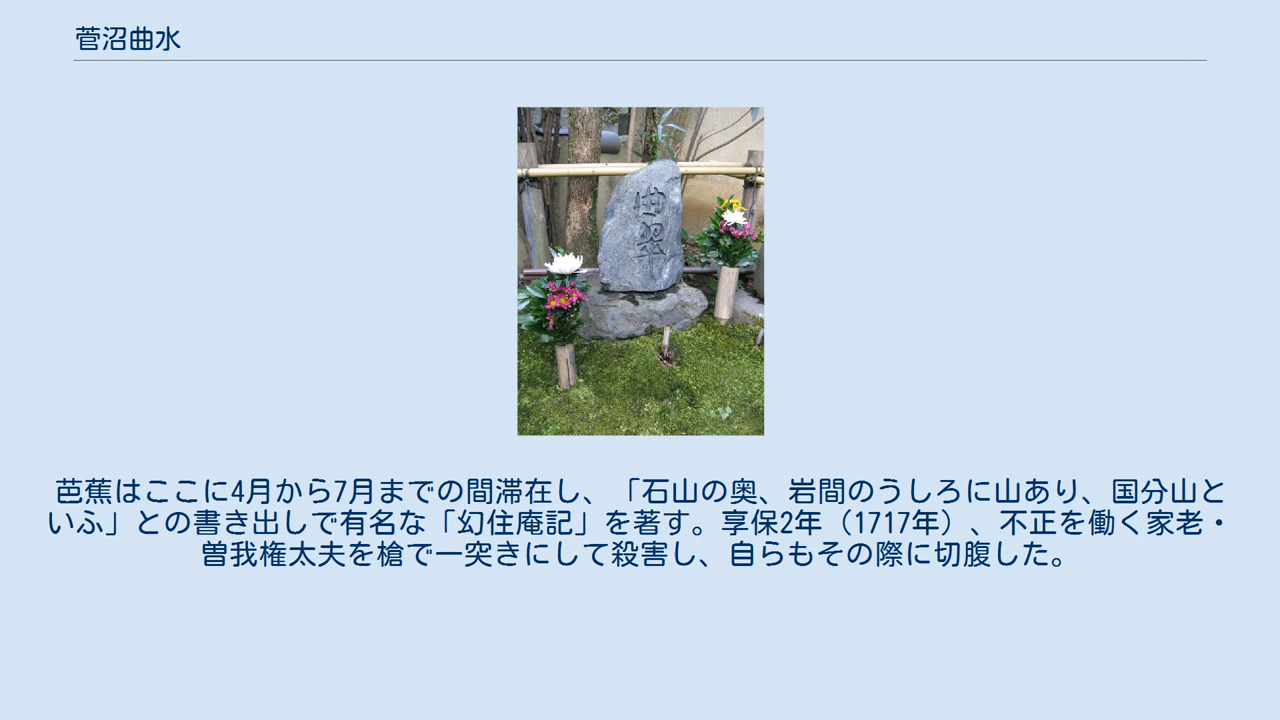 菅沼曲水
曲翠
芭蕉はここに4月から7月までの間滞在し、「石山の奥、岩間のうしろに山あり、国分山と
いふ」との書き出しで有名な「幻住庵記」を著す。享保2年（1717年）、不正を働く家老・
曽我権太夫を槍で一突きにして殺害し、自らもその際に切腹した。